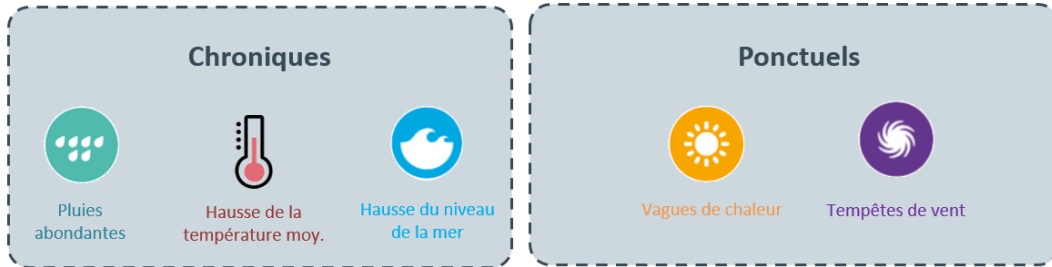 Chroniques
Pluies
abondantes
Hausse de la
température moy.
Hausse du niveau
de la mer
Ponctuels
Vagues de chaleur
Tempêtes de vent